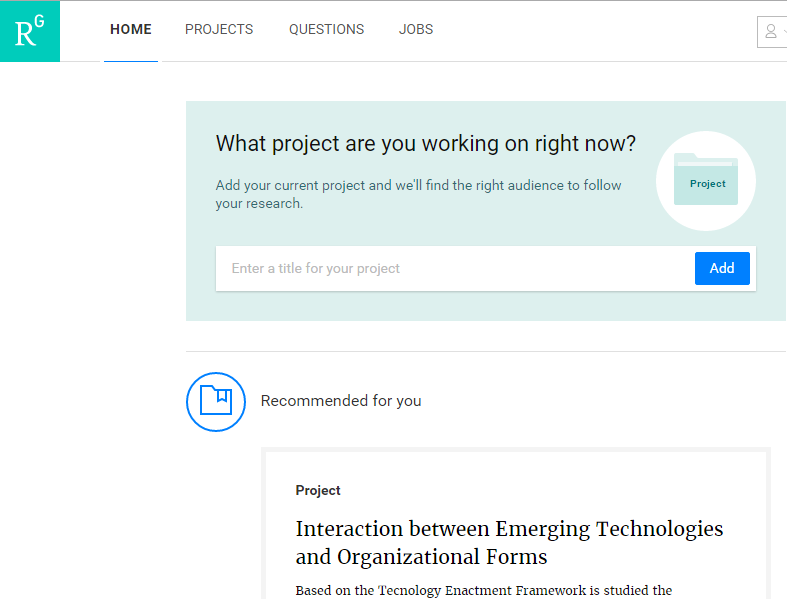 RG
HOME PROJECTS QUESTIONS JOBS
What project are you working on right now?
Add your current project and we'll find the right audience to follow
your research.
Project
Enter a title for your project
Add
Recommended for you
Project
Interaction between Emerging Technologies
and Organizational Forms
Based on the Tecnology Enactment Framework is studied the